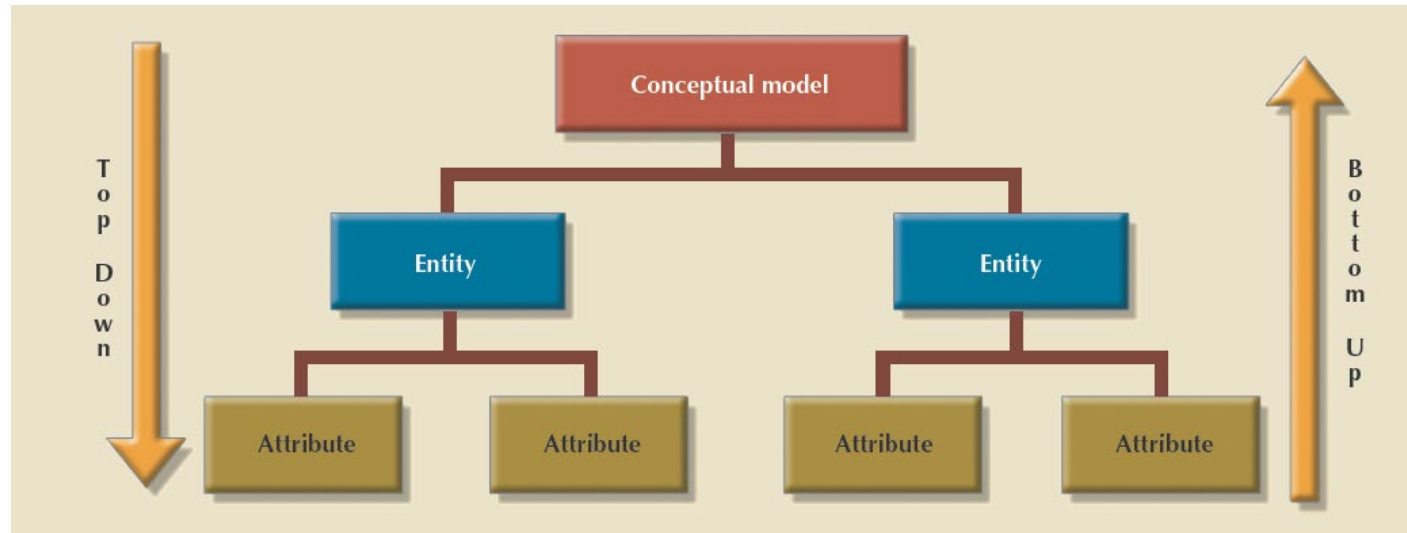 Conceptual model
Top Down
Bottom Up
Entity
Entity
Attribute
Attribute
Attribute
Attribute